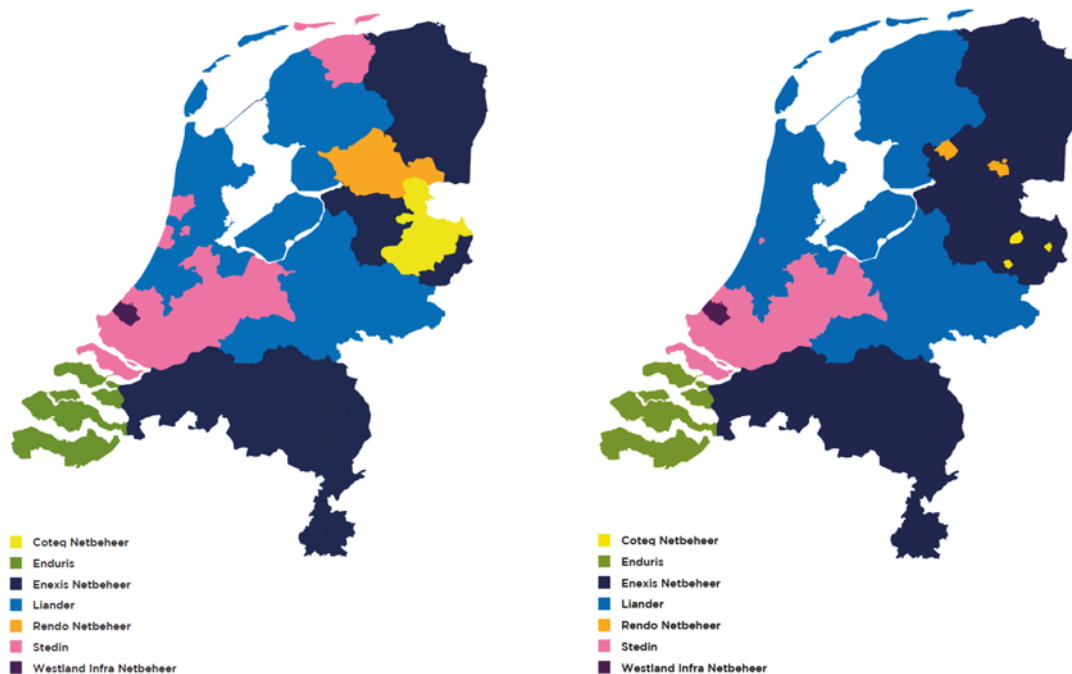 Coteq Netbeheer
Enduris
Enexis Netbeheer
Liander
Rendo Netbeheer
Stedin
Westland Infra Netbeheer
Coteq Netbeheer
Enduris
Enexis Netbeheer
Liander
Rendo Netbeheer
Stedin
Westland Infra Netbeheer